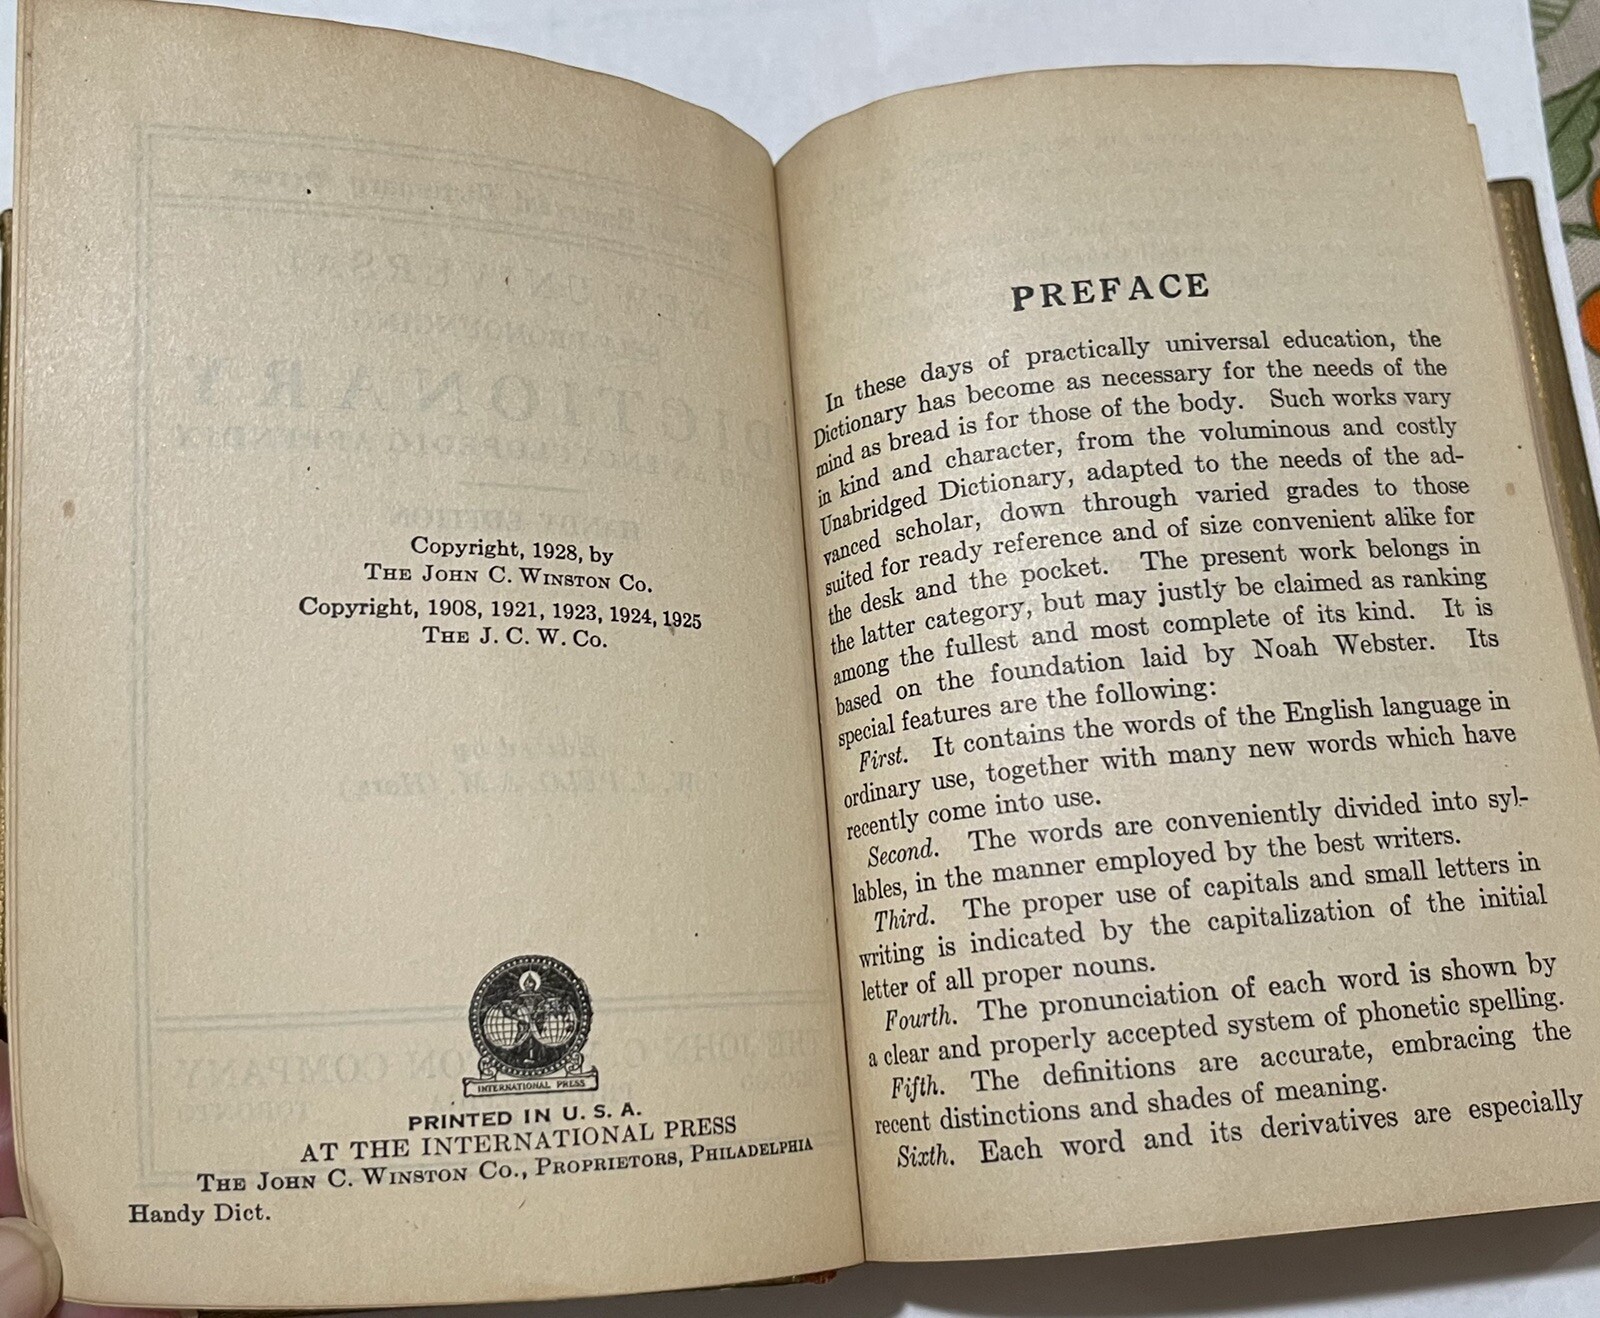 Copyright, 1928, by
THE JOHN C. WINSTON CO.
Copyright, 1908, 1921, 1923, 1924, 1925
THE J. C. W. CO.
INTERNATIONAL PRESS
PRINTED IN U. S. A.
AT THE INTERNATIONAL PRESS
THE JOHN C. WINSTON CO., PROPRIETORS, PHILADELPHIA
Handy Dict.
PREFACE
In these days of practically universal education, the
Dictionary has become as necessary for the needs of the
mind as bread is for those of the body. Such works vary
in kind and character, from the voluminous and costly
Unabridged Dictionary, adapted to the needs of the ad-
vanced scholar, down through varied grades to those
suited for ready reference and of size convenient alike for
the desk and the pocket. The present work belongs in
the latter category, but may justly be claimed as ranking
among the fullest and most complete of its kind. It is
based on the foundation laid by Noah Webster. Its
special features are the following:
First. It contains the words of the English language in
ordinary use, together with many new words which have
recently come into use.
Second. The words are conveniently divided into syl-
lables, in the manner employed by the best writers.
Third. The proper use of capitals and small letters in
writing is indicated by the capitalization of the initial
letter of all proper nouns.
Fourth. The pronunciation of each word is shown by
a clear and properly accepted system of phonetic spelling.
Fifth. The definitions are accurate, embracing the
recent distinctions and shades of meaning.
Sixth. Each word and its derivatives are especially